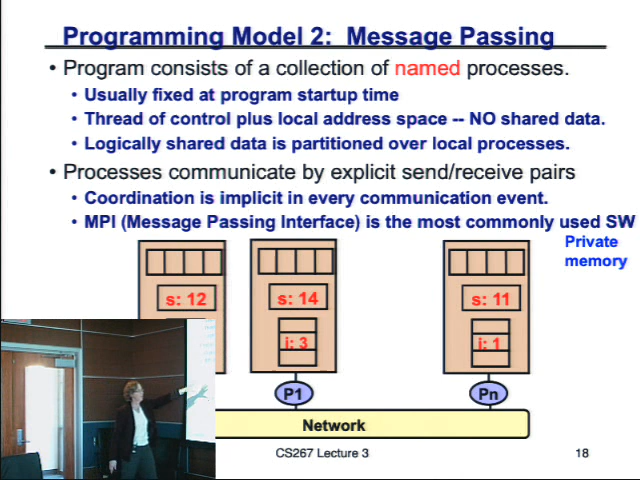 Programming Model 2: Message Passing
• Program consists of a collection of named processes.
• Usually fixed at program startup time
• Thread of control plus local address space -- NO shared data.
• Logically shared data is partitioned over local processes.
• Processes communicate by explicit send/receive pairs
• Coordination is implicit in every communication event.
• MPI (Message Passing Interface) is the most commonly used SW
Private
memory
s: 12
s: 14
s: 11
i: 3
i: 1
P1
Pn
Network
CS267 Lecture 3
18